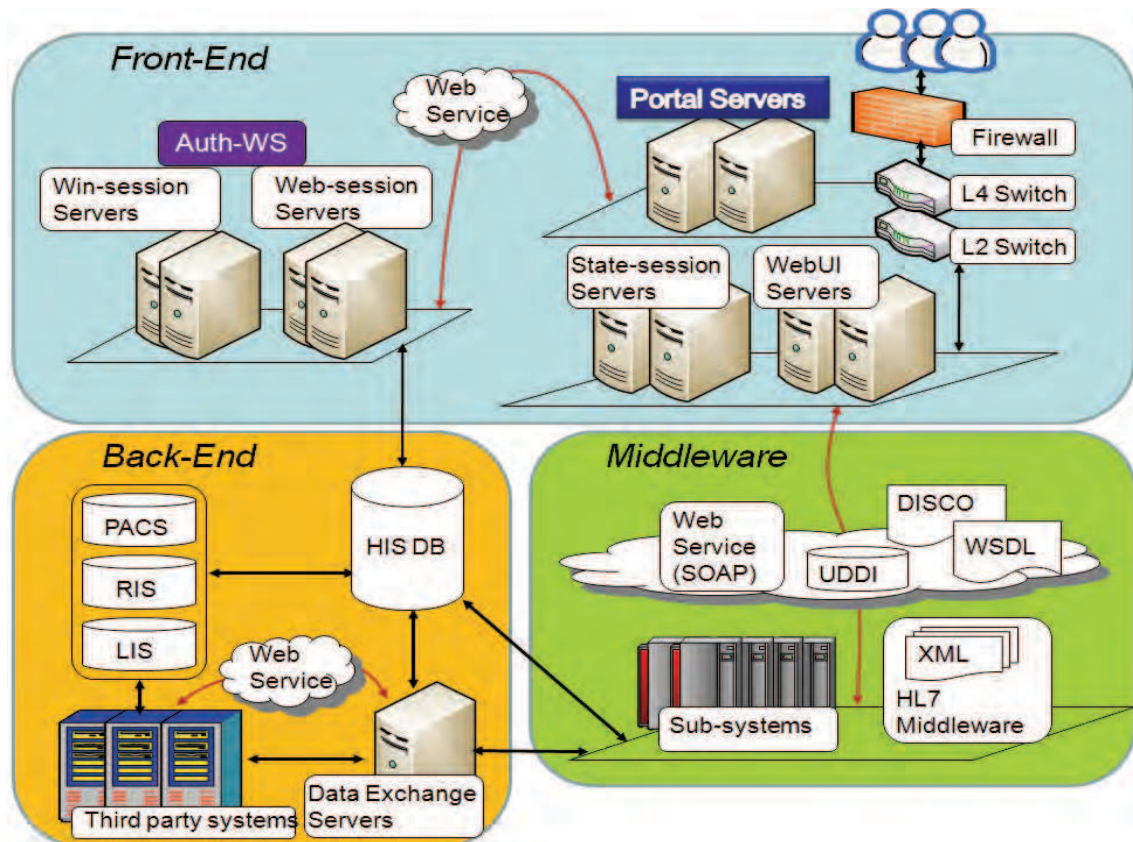 Front-End
Web
Service
Portal Servers
Firewall
Auth-WS
Win-session
Servers
Web-session
Servers
L4 Switch
L2 Switch
State-session
Servers
WebUI
Servers
Back-End
PACS
RIS
LIS
HIS DB
Web
Service
Third party systems
Data Exchange
Servers
Middleware
Web
Service
(SOAP)
DISCO
WSDL
UDDI
Sub-systems
XML
HL7
Middleware